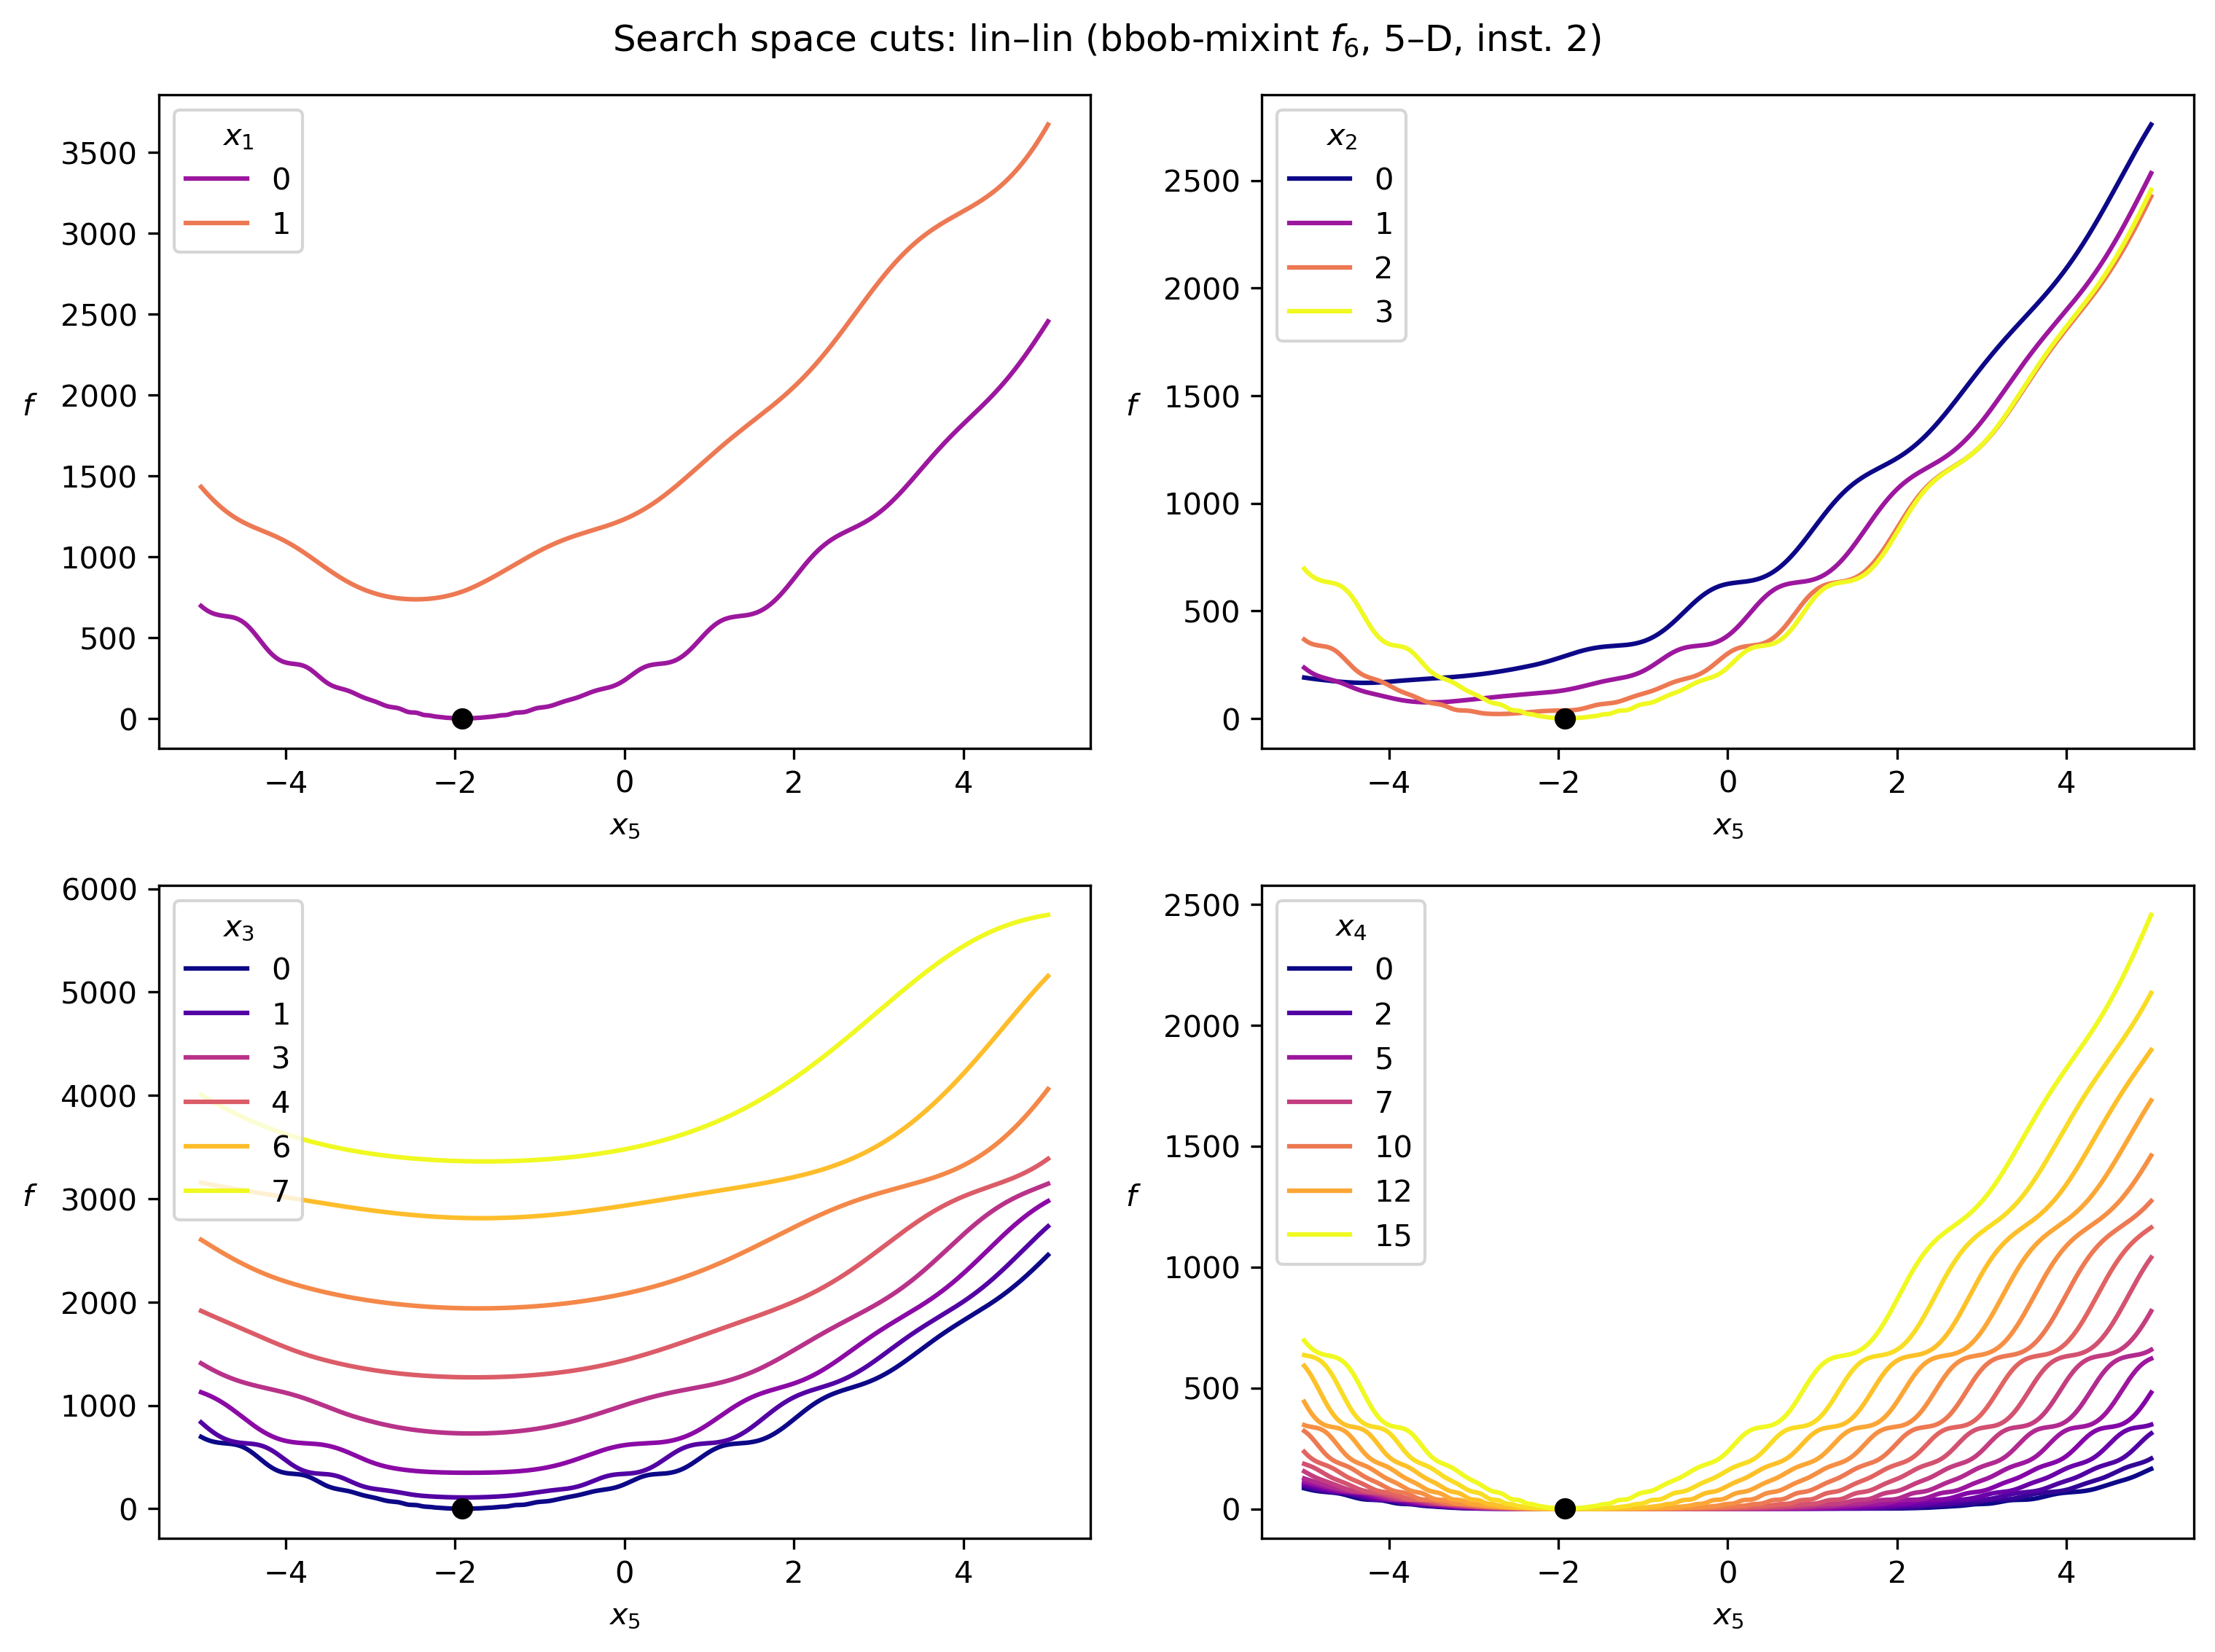 Search space cuts: lin–lin (bbob-mixint f6, 5–D, inst. 2)
x1
0
1
3500
3000
2500
2000
1500
1000
500
0
f
−4 −2 0 2 4
x5
x2
0
1
2
3
2500
2000
1500
1000
500
0
f
−4 −2 0 2 4
x5
x3
0
1
3
4
6
7
6000
5000
4000
3000
2000
1000
0
f
−4 −2 0 2 4
x5
x4
0
2
5
7
10
12
15
2500
2000
1500
1000
500
0
f
−4 −2 0 2 4
x5